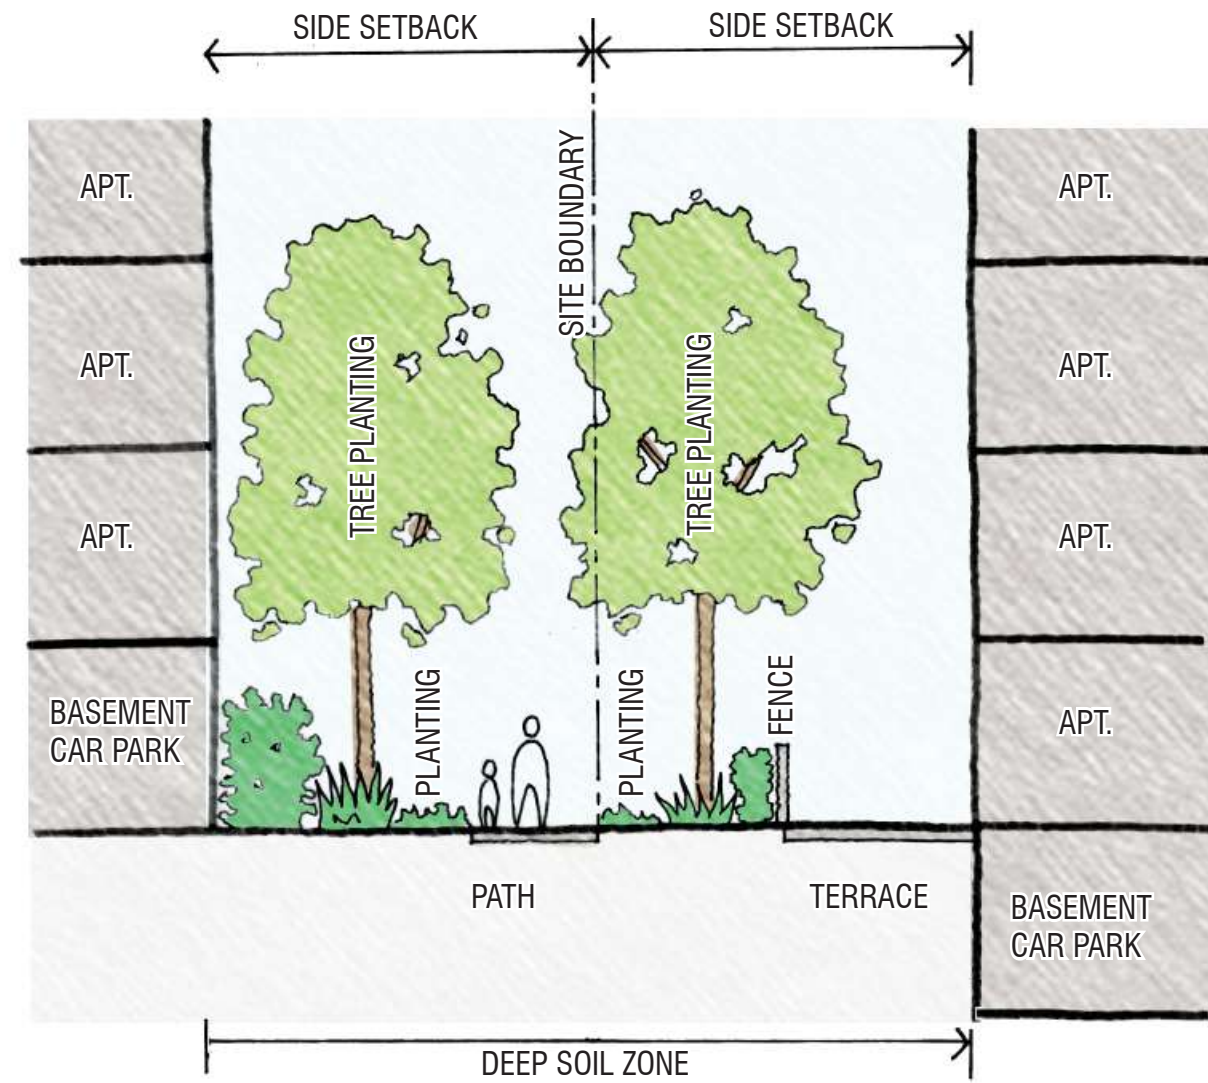 SIDE SETBACK
SIDE SETBACK
SITE BOUNDARY
APT.
APT.
APT.
APT.
TREE PLANTING
TREE PLANTING
APT.
APT.
BASEMENT
CAR PARK
PLANTING
PLANTING
FENCE
APT.
PATH
TERRACE
BASEMENT
CAR PARK
DEEP SOIL ZONE